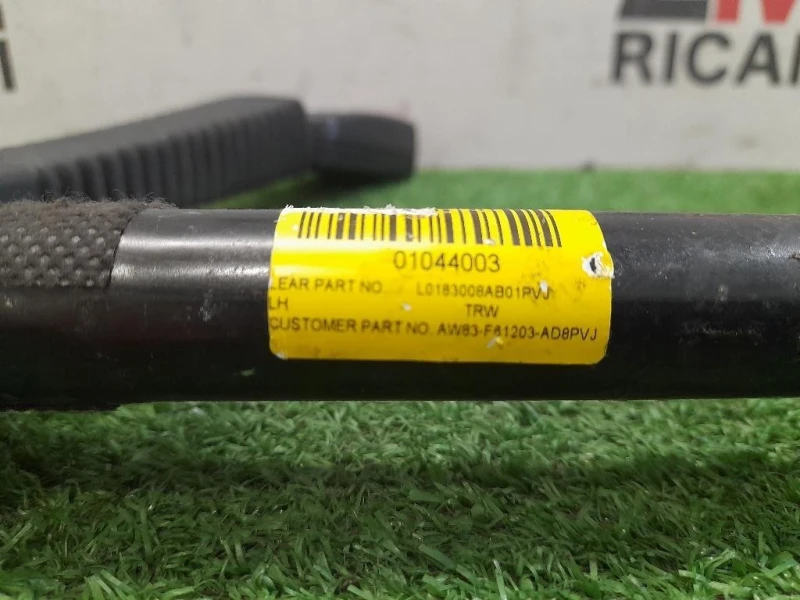 RICAM
01044003
LEAR PART NO. L0183008AB01PVJ
LH TRW
CUSTOMER PART NO. AW83-F61203-AD8PVJ